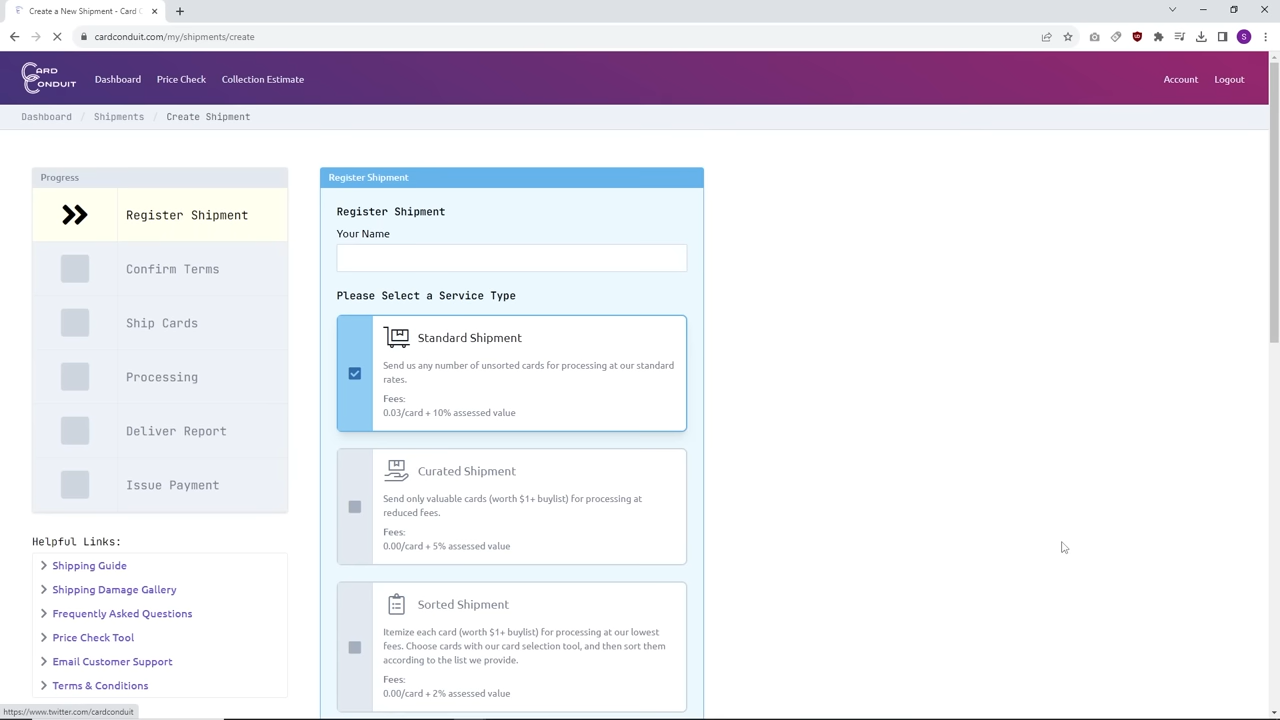 Create a New Shipment - Card C
cardconduit.com/my/shipments/create
S
CARD CONDUIT
Dashboard
Price Check
Collection Estimate
Account
Logout
Dashboard / Shipments / Create Shipment
Progress
Register Shipment
Confirm Terms
Ship Cards
Processing
Deliver Report
Issue Payment
Helpful Links:
Shipping Guide
Shipping Damage Gallery
Frequently Asked Questions
Price Check Tool
Email Customer Support
Terms & Conditions
Register Shipment
Register Shipment
Your Name
Please Select a Service Type
Standard Shipment
Send us any number of unsorted cards for processing at our standard
rates.
Fees:
0.03/card + 10% assessed value
Curated Shipment
Send only valuable cards (worth $1+ buylist) for processing at
reduced fees.
Fees:
0.00/card + 5% assessed value
Sorted Shipment
Itemize each card (worth $1+ buylist) for processing at our lowest
fees. Choose cards with our card selection tool, and then sort them
according to the list we provide.
Fees:
0.00/card + 2% assessed value
https://www.twitter.com/cardconduit